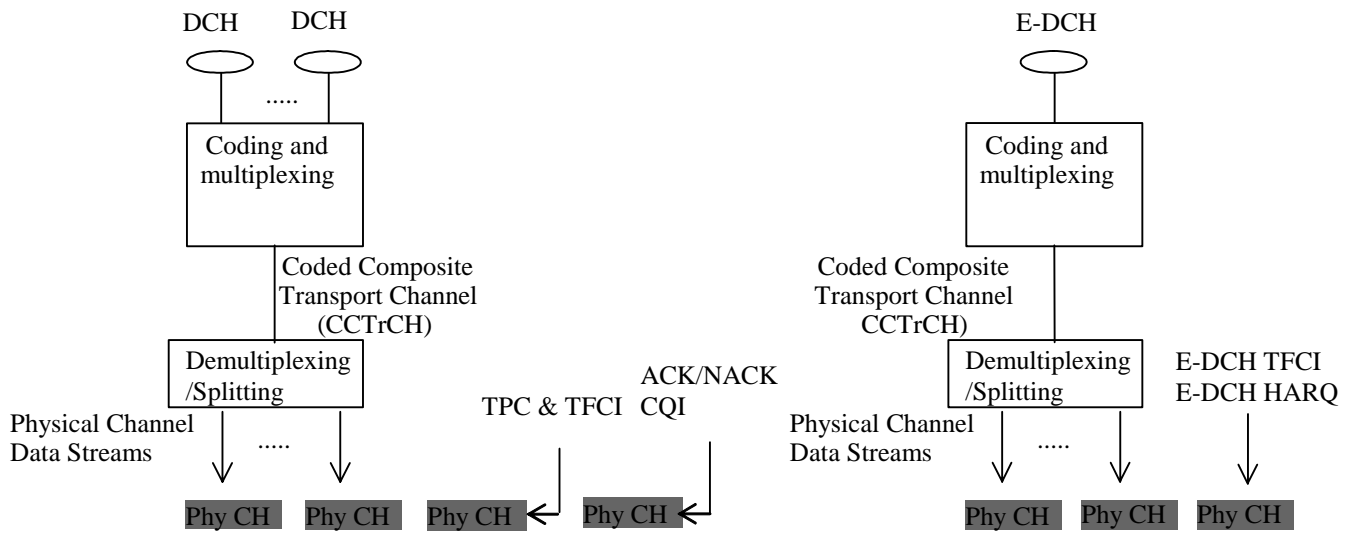 DCH
DCH
.....
Coding and
multiplexing
Coded Composite
Transport Channel
(CCTrCH)
Demultiplexing
/Splitting
Physical Channel
Data Streams
.....
TPC & TFCI
ACK/NACK
CQI
Phy CH
Phy CH
Phy CH
Phy CH
E-DCH
Coding and
multiplexing
Coded Composite
Transport Channel
CCTrCH)
Demultiplexing
/Splitting
Physical Channel
Data Streams
.....
E-DCH TFCI
E-DCH HARQ
Phy CH
Phy CH
Phy CH